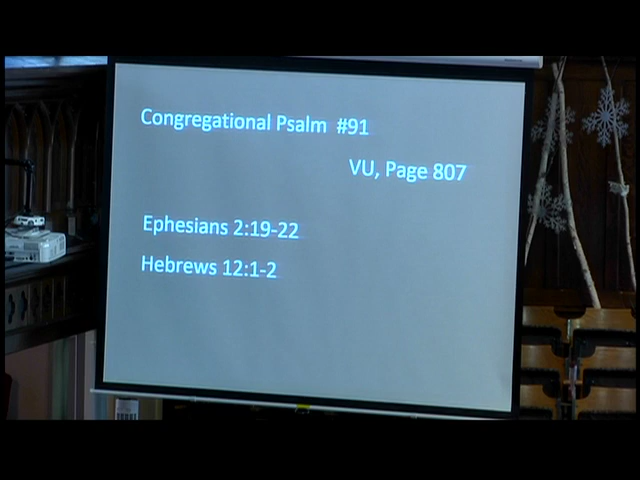 Congregational Psalm #91
VU, Page 807
Ephesians 2:19-22
Hebrews 12:1-2